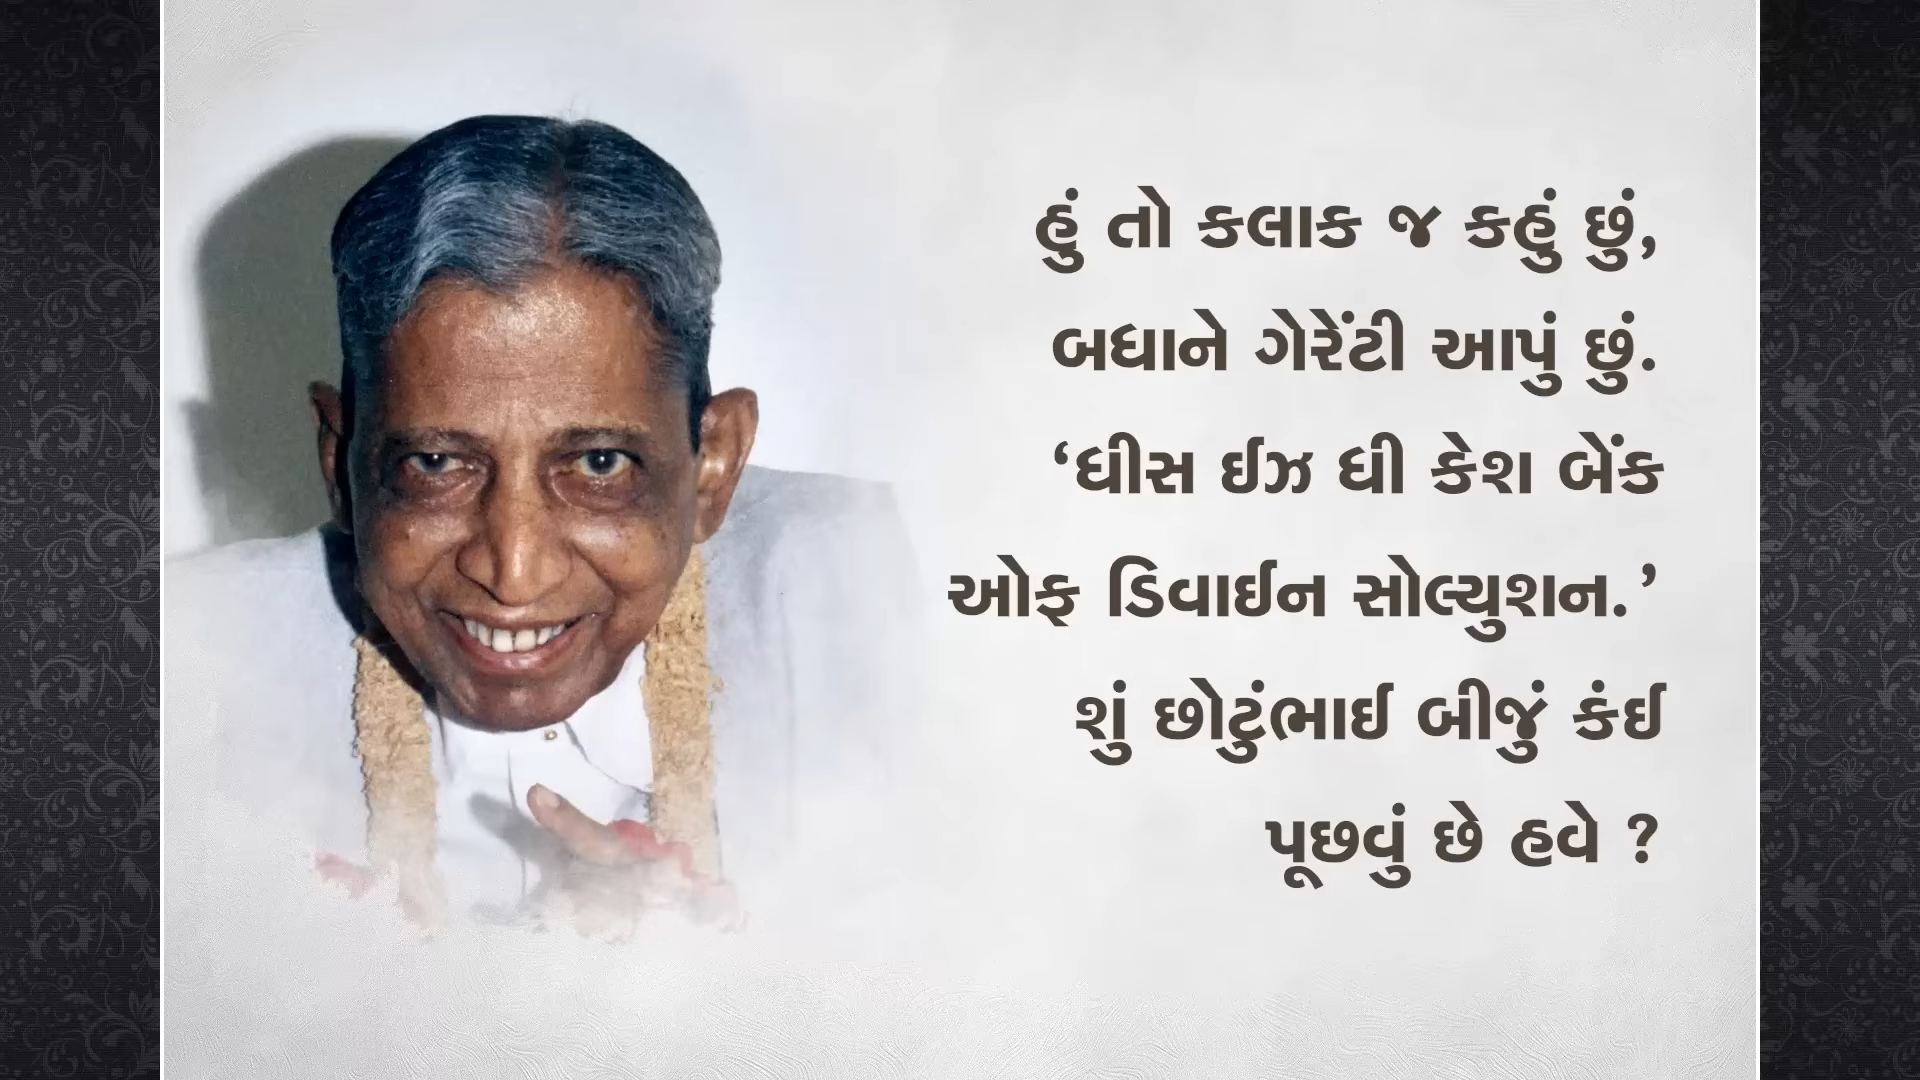 હું તો કલાક જ કહું છું,
બધાને ગેરેંટી આપું છું.
‘ધીસ ઈઝ ધી કેશ બેંક
ઓફ ડિવાઈન સોલ્યુશન.’
શું છોટુંભાઈ બીજું કંઈ
પૂછવું છે હવે ?